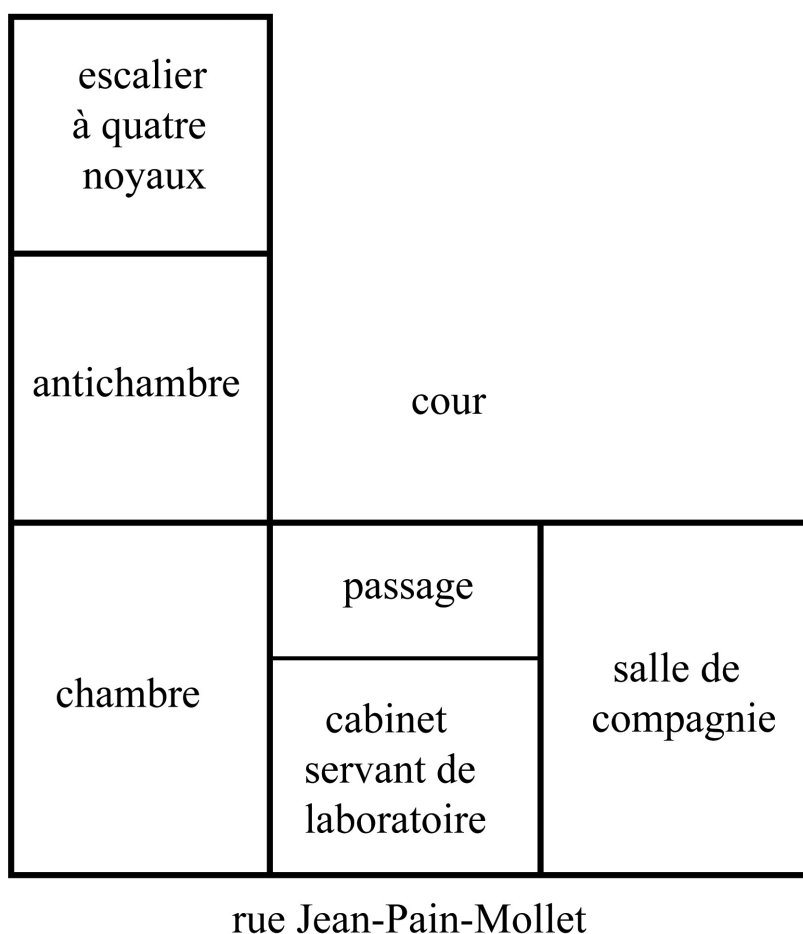 escalier
à quatre
noyaux
antichambre
cour
passage
chambre
salle de
compagnie
cabinet
servant de
laboratoire
rue Jean-Pain-Mollet